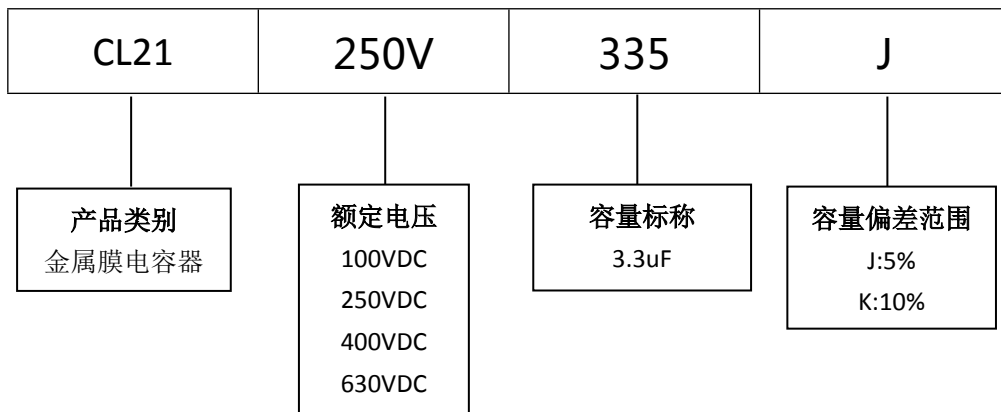 CL21 250V 335 J
产品类别
金属膜电容器
额定电压
100VDC
250VDC
400VDC
630VDC
容量标称
3.3uF
容量偏差范围
J:5%
K:10%